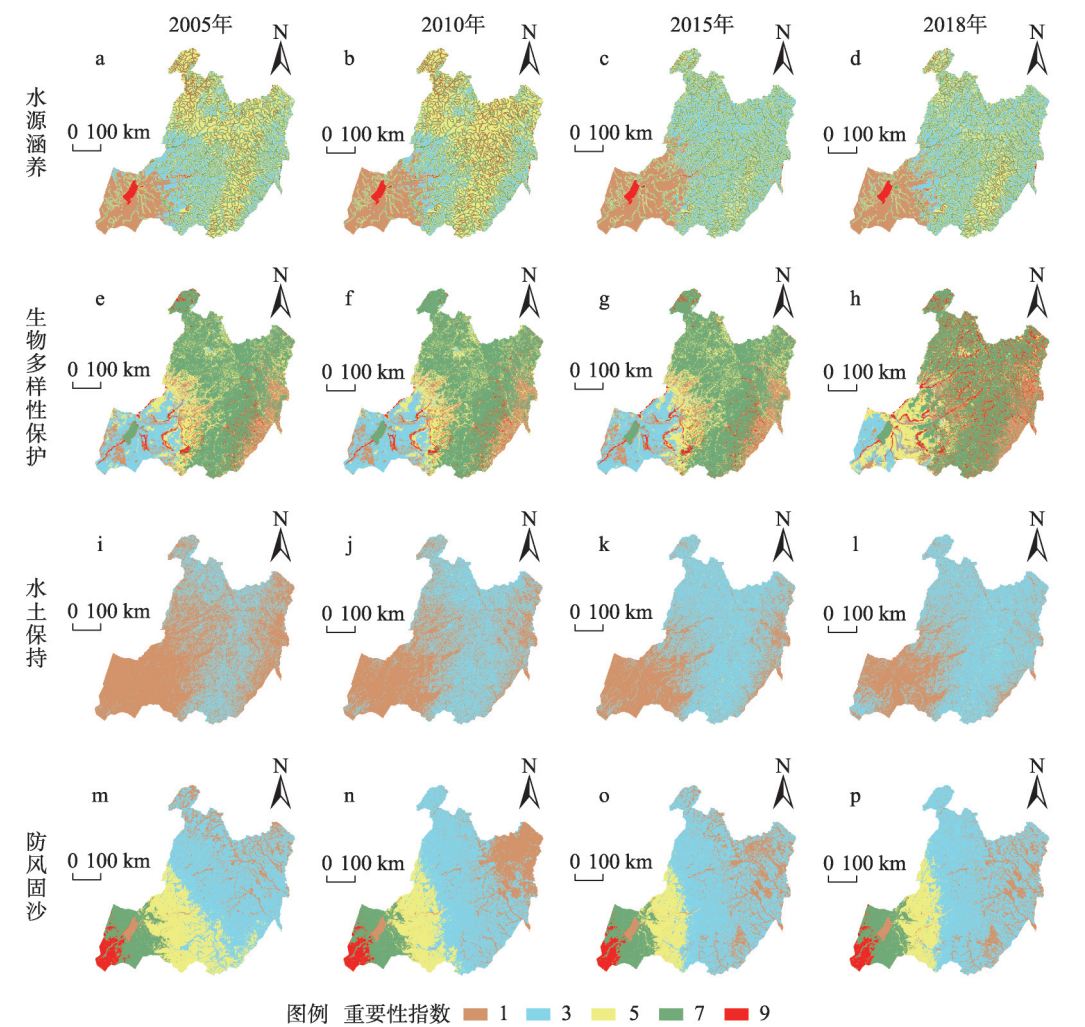 2005年 2010年 2015年 2018年
水源涵养
a N 0 100 km
b N 0 100 km
c N 0 100 km
d N 0 100 km
生物多样性保护
e N 0 100 km
f N 0 100 km
g N 0 100 km
h N 0 100 km
水土保持
i N 0 100 km
j N 0 100 km
k N 0 100 km
l N 0 100 km
防风固沙
m N 0 100 km
n N 0 100 km
o N 0 100 km
p N 0 100 km
图例 重要性指数 1 3 5 7 9